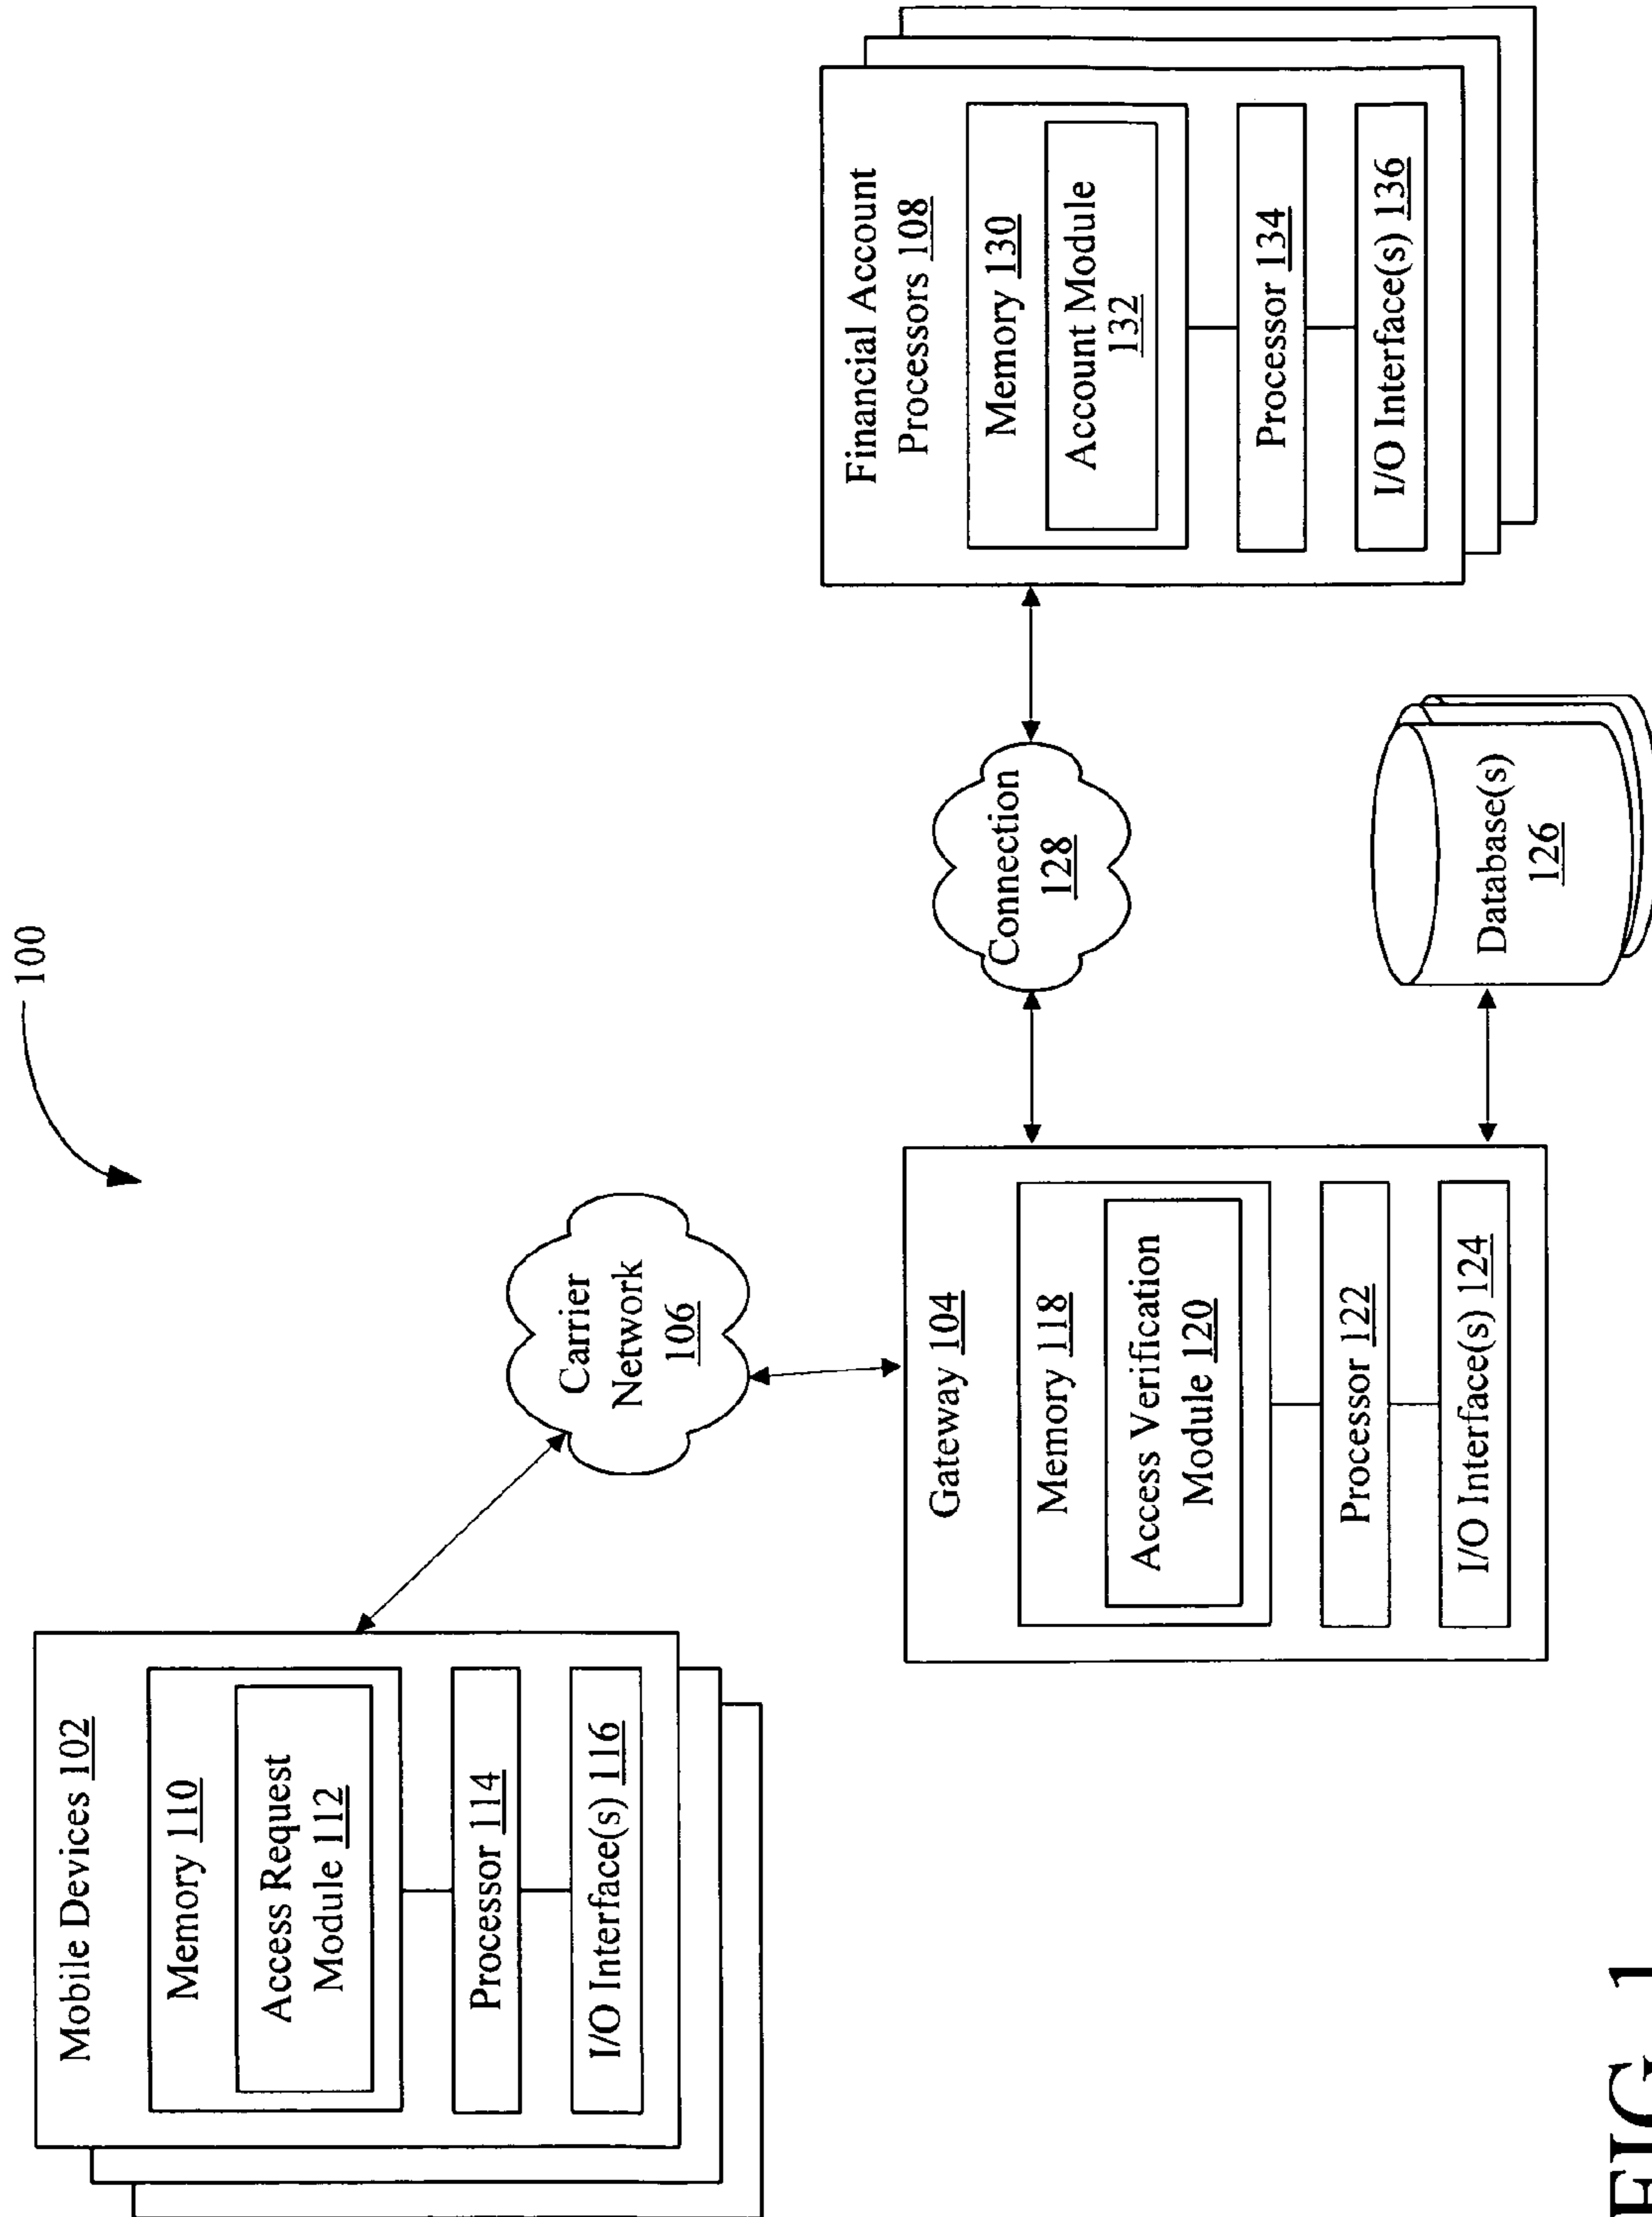 100
Mobile Devices 102
Memory 110
Access Request
Module 112
Processor 114
I/O Interface(s) 116
Carrier
Network
106
Gateway 104
Memory 118
Access Verification
Module 120
Processor 122
I/O Interface(s) 124
Connection
128
Database(s)
126
Financial Account
Processors 108
Memory 130
Account Module
132
Processor 134
I/O Interface(s) 136
FIG. 1